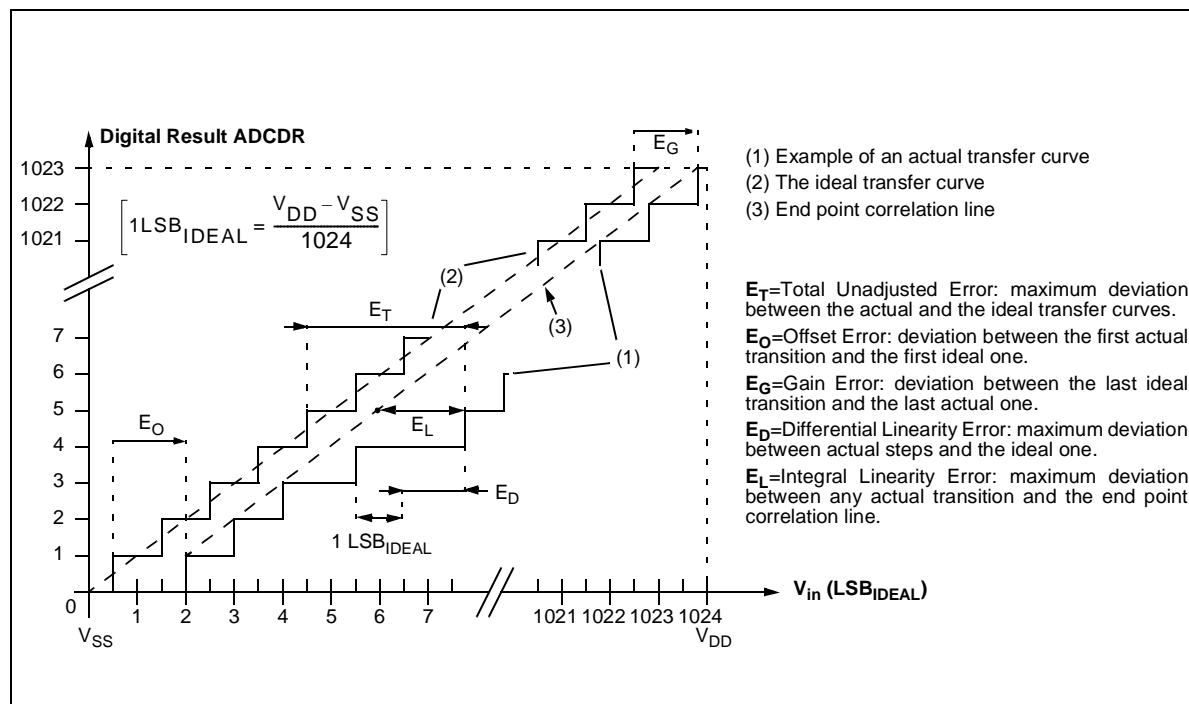 Digital Result ADCDR
E_G
1023
1022
1021
[1LSB_IDEAL = (V_DD – V_SS) / 1024]
(1) Example of an actual transfer curve
(2) The ideal transfer curve
(3) End point correlation line
(2)
E_T
(3)
(1)
7
6
5
4
3
2
1
0
E_O
E_L
E_D
1 LSB_IDEAL
E_T=Total Unadjusted Error: maximum deviation
between the actual and the ideal transfer curves.
E_O=Offset Error: deviation between the first actual
transition and the first ideal one.
E_G=Gain Error: deviation between the last ideal
transition and the last actual one.
E_D=Differential Linearity Error: maximum deviation
between actual steps and the ideal one.
E_L=Integral Linearity Error: maximum deviation
between any actual transition and the end point
correlation line.
V_in (LSB_IDEAL)
1 2 3 4 5 6 7 1021 1022 1023 1024
V_SS V_DD